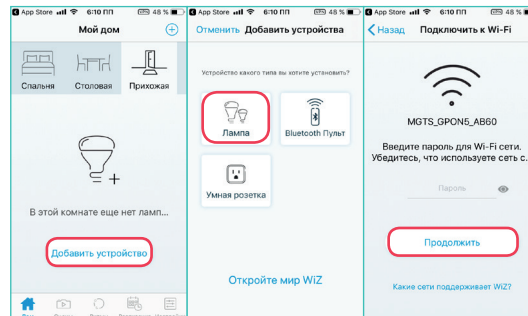 App Store 6:10 ПП 48 %
Мой дом
Спальня Столовая Прихожая
В этой комнате еще нет ламп...
Добавить устройство
App Store 6:10 ПП 48 %
Отменить Добавить устройства
Устройство какого типа вы хотите установить?
Лампа Bluetooth Пульт
Умная розетка
Откройте мир WiZ
App Store 6:10 ПП 48 %
Назад Подключить к Wi-Fi
MGTS_GPON5_AB60
Введите пароль для Wi-Fi сети.
Убедитесь, что используете сеть с...
Пароль
Продолжить
Какие сети поддерживает WiZ?